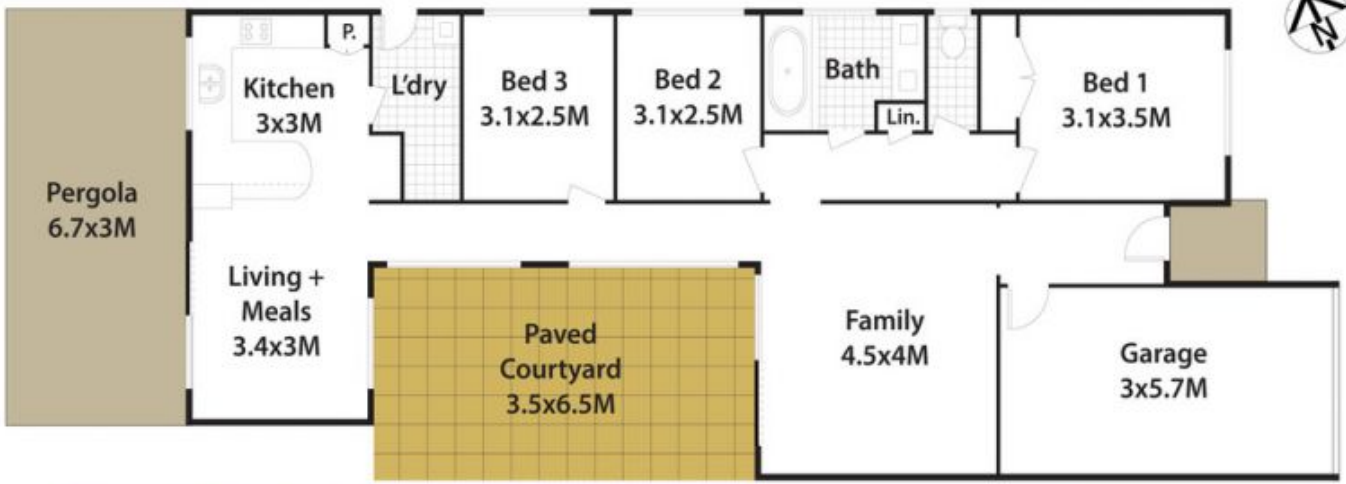 P.
Kitchen
3x3M
L'dry
Bed 3
3.1x2.5M
Bed 2
3.1x2.5M
Bath
Lin.
Bed 1
3.1x3.5M
N
Pergola
6.7x3M
Living +
Meals
3.4x3M
Paved
Courtyard
3.5x6.5M
Family
4.5x4M
Garage
3x5.7M